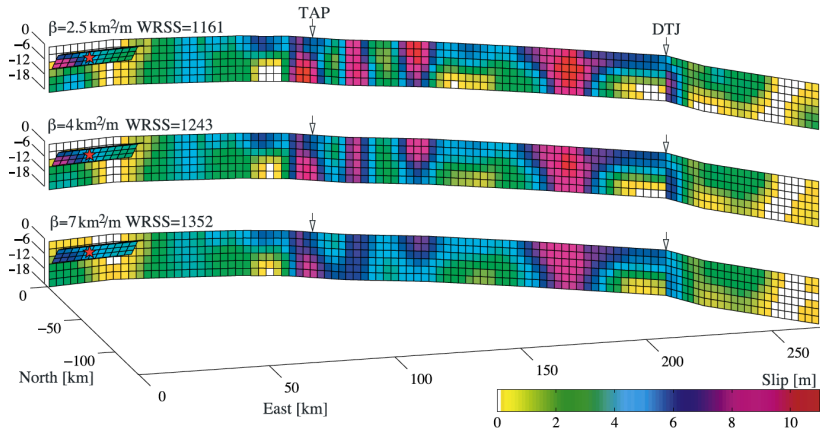 TAP
DTJ
β=2.5 km²/m WRSS=1161
0
−6
−12
−18
β=4 km²/m WRSS=1243
0
−6
−12
−18
β=7 km²/m WRSS=1352
0
−6
−12
−18
0
−50
−100
North [km]
0
50
100
150
200
250
East [km]
Slip [m]
0 2 4 6 8 10